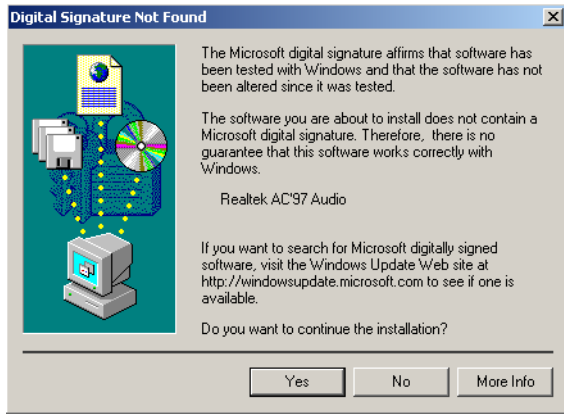 Digital Signature Not Found
The Microsoft digital signature affirms that software has
been tested with Windows and that the software has not
been altered since it was tested.
The software you are about to install does not contain a
Microsoft digital signature. Therefore, there is no
guarantee that this software works correctly with
Windows.
Realtek AC'97 Audio
If you want to search for Microsoft digitally signed
software, visit the Windows Update Web site at
http://windowsupdate.microsoft.com to see if one is
available.
Do you want to continue the installation?
Yes No More Info